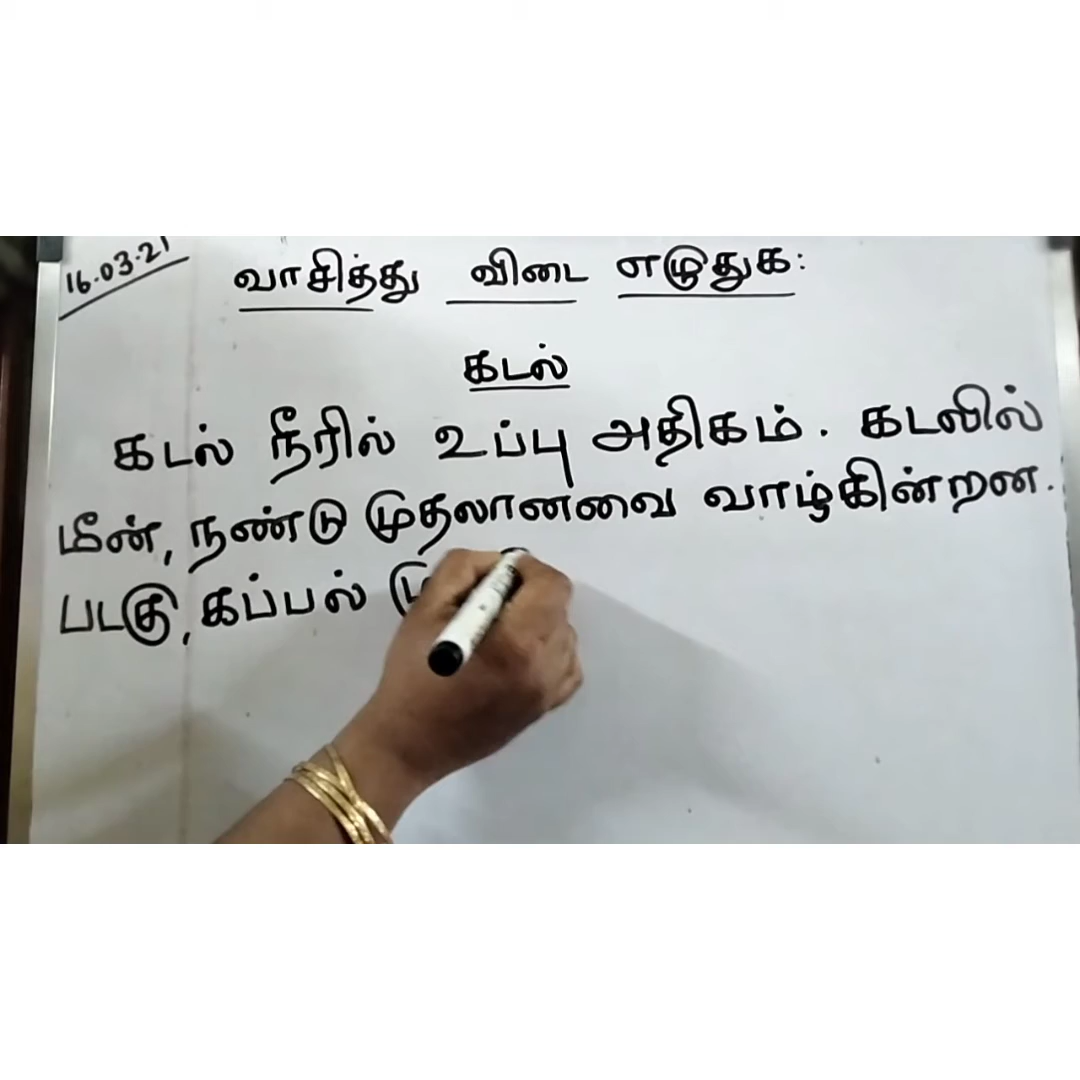 16.03.21
வாசித்து விடை எழுதுக:
கடல்
கடல் நீரில் உப்பு அதிகம். கடலில்
மீன், நண்டு முதலானவை வாழ்கின்றன.
படகு, கப்பல் மு